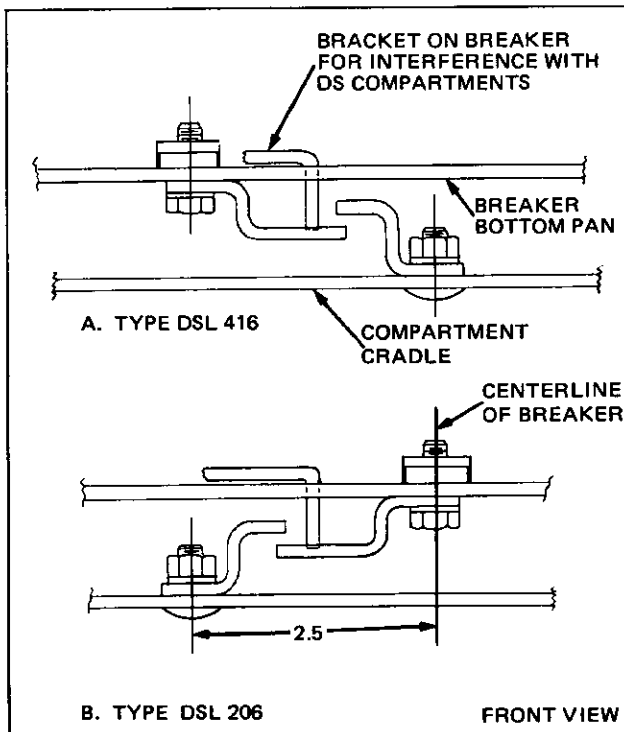 BRACKET ON BREAKER
FOR INTERFERENCE WITH
DS COMPARTMENTS
BREAKER
BOTTOM PAN
A. TYPE DSL 416
COMPARTMENT
CRADLE
CENTERLINE
OF BREAKER
2.5
B. TYPE DSL 206
FRONT VIEW